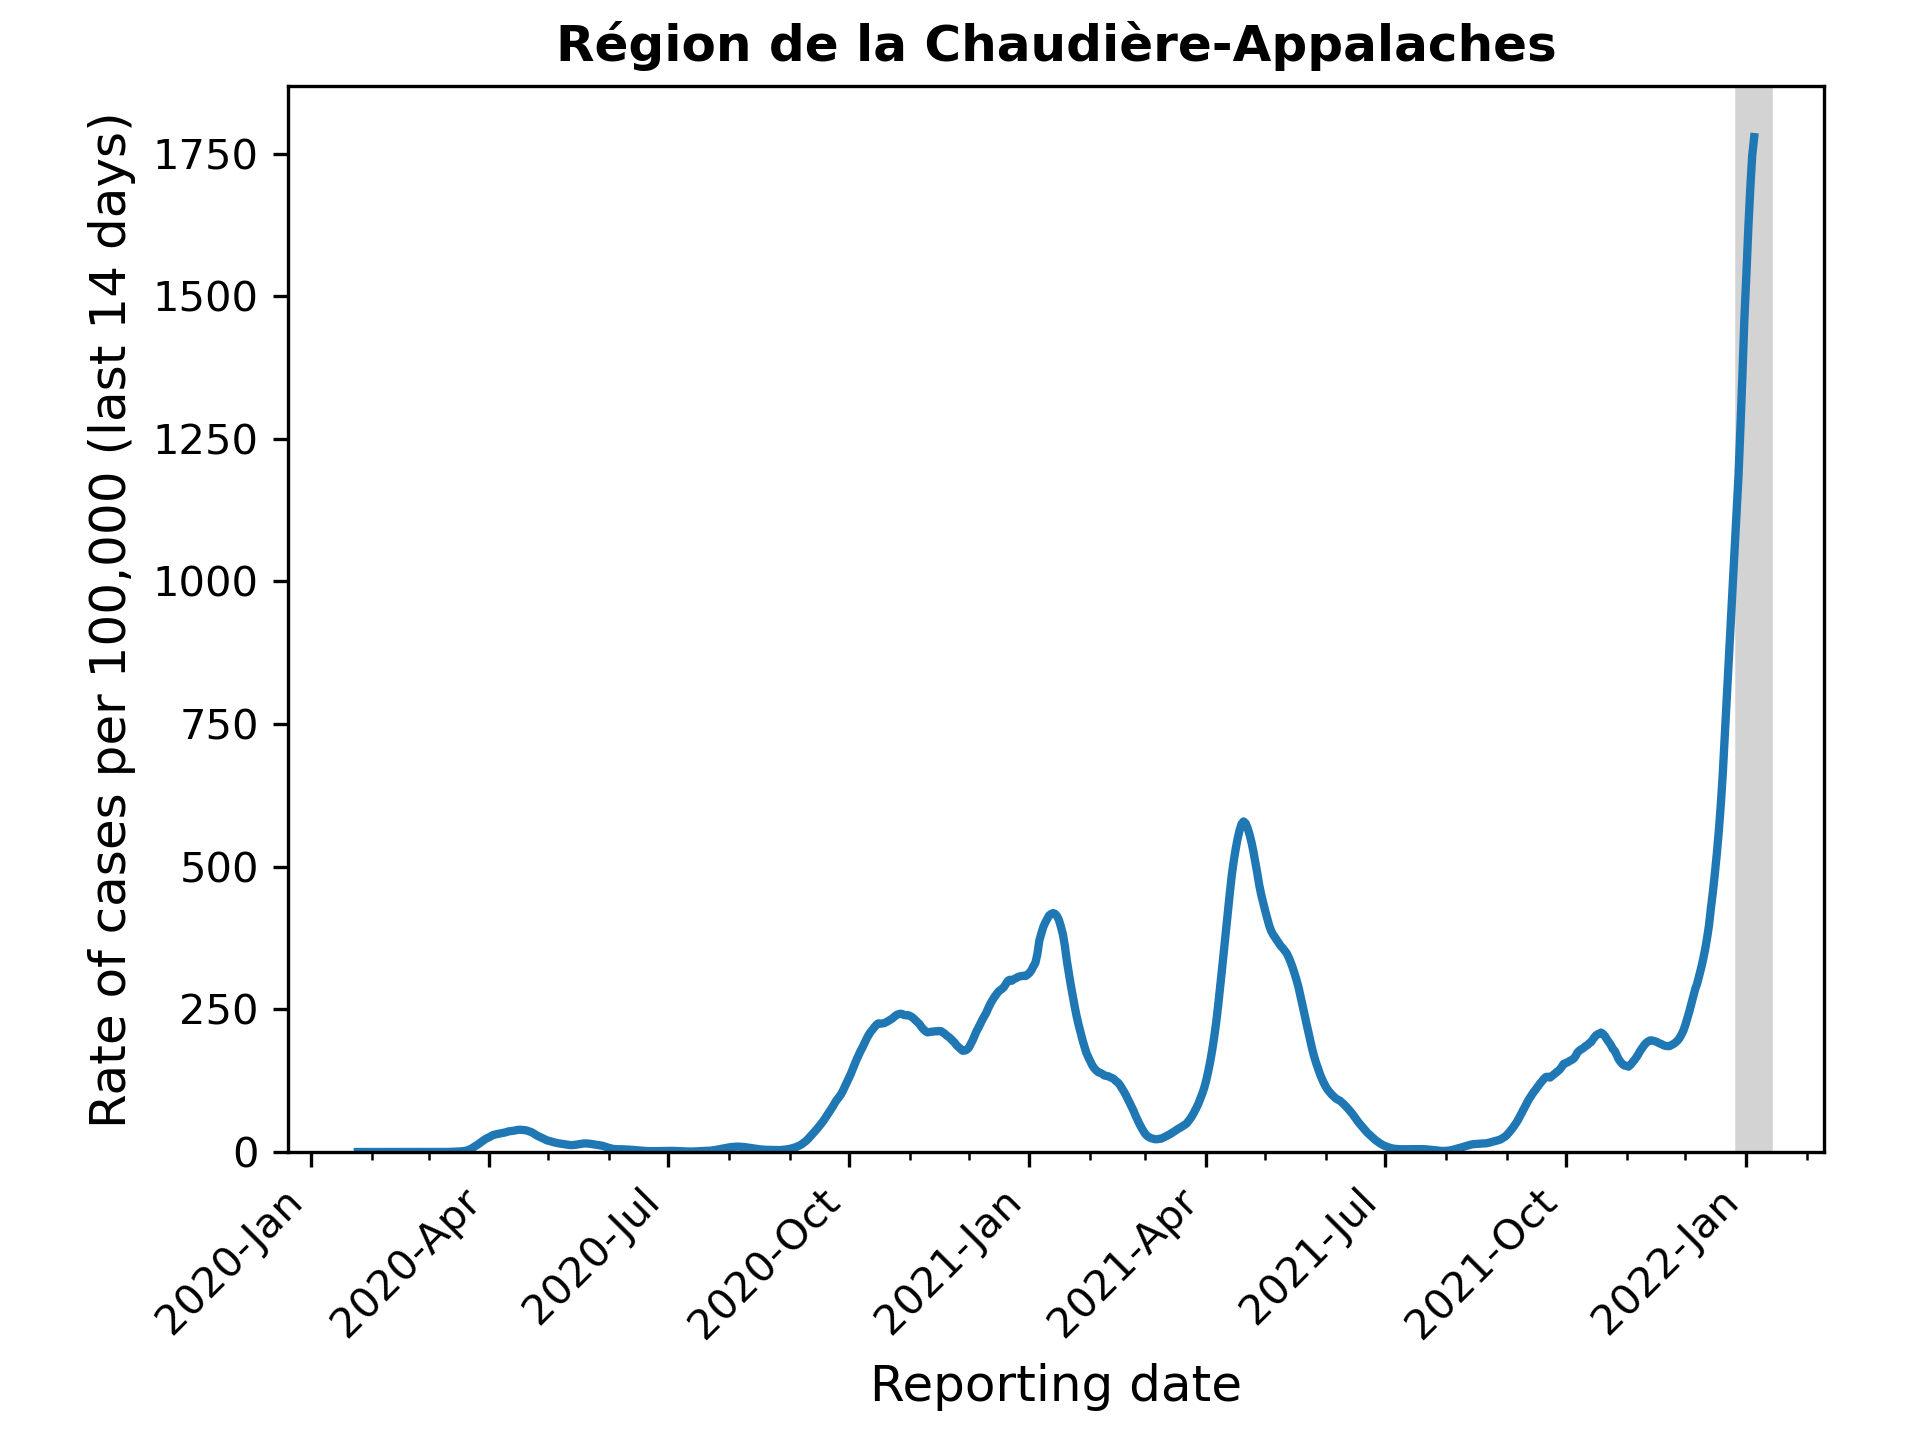 Région de la Chaudière-Appalaches
Rate of cases per 100,000 (last 14 days)
1750
1500
1250
1000
750
500
250
0
2020-Jan
2020-Apr
2020-Jul
2020-Oct
2021-Jan
2021-Apr
2021-Jul
2021-Oct
2022-Jan
Reporting date